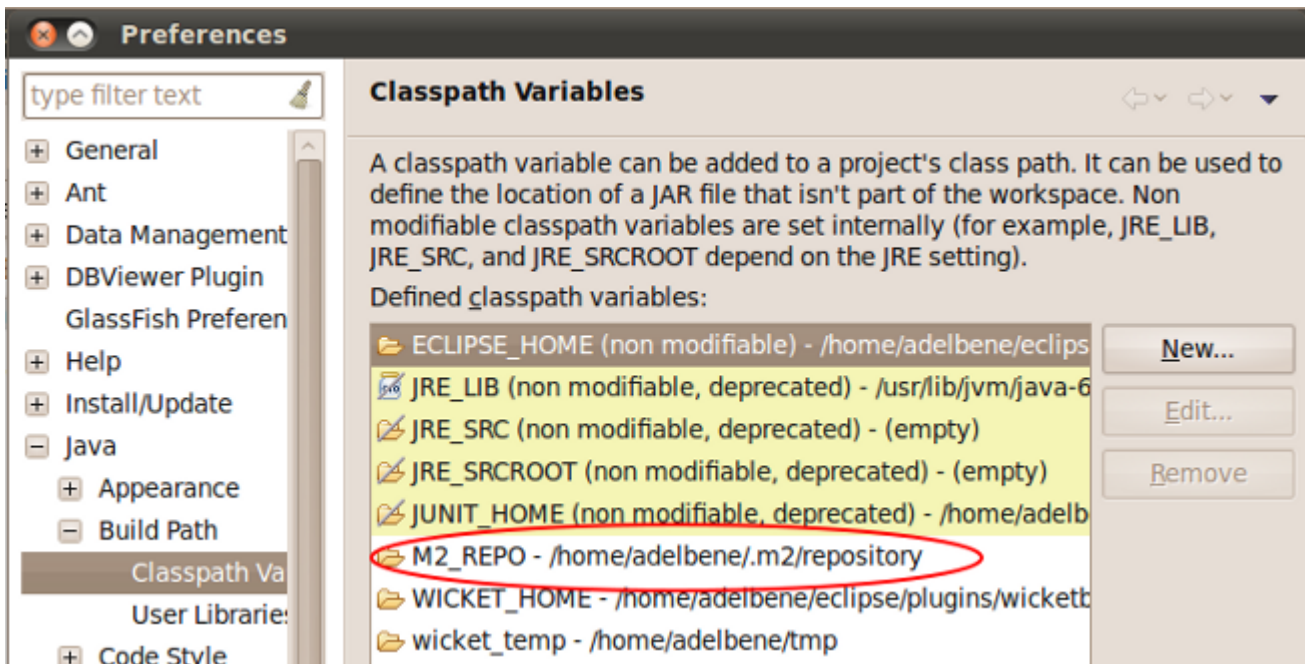 Preferences
type filter text
General
Ant
Data Management
DBViewer Plugin
GlassFish Preferen
Help
Install/Update
Java
Appearance
Build Path
Classpath Va
User Libraries
Code Style
Classpath Variables
A classpath variable can be added to a project's class path. It can be used to
define the location of a JAR file that isn't part of the workspace. Non
modifiable classpath variables are set internally (for example, JRE_LIB,
JRE_SRC, and JRE_SRCROOT depend on the JRE setting).
Defined classpath variables:
ECLIPSE_HOME (non modifiable) - /home/adelbene/eclips
JRE_LIB (non modifiable, deprecated) - /usr/lib/jvm/java-6
JRE_SRC (non modifiable, deprecated) - (empty)
JRE_SRCROOT (non modifiable, deprecated) - (empty)
JUNIT_HOME (non modifiable, deprecated) - /home/adelb
M2_REPO - /home/adelbene/.m2/repository
WICKET_HOME - /home/adelbene/eclipse/plugins/wicketb
wicket_temp - /home/adelbene/tmp
New...
Edit...
Remove